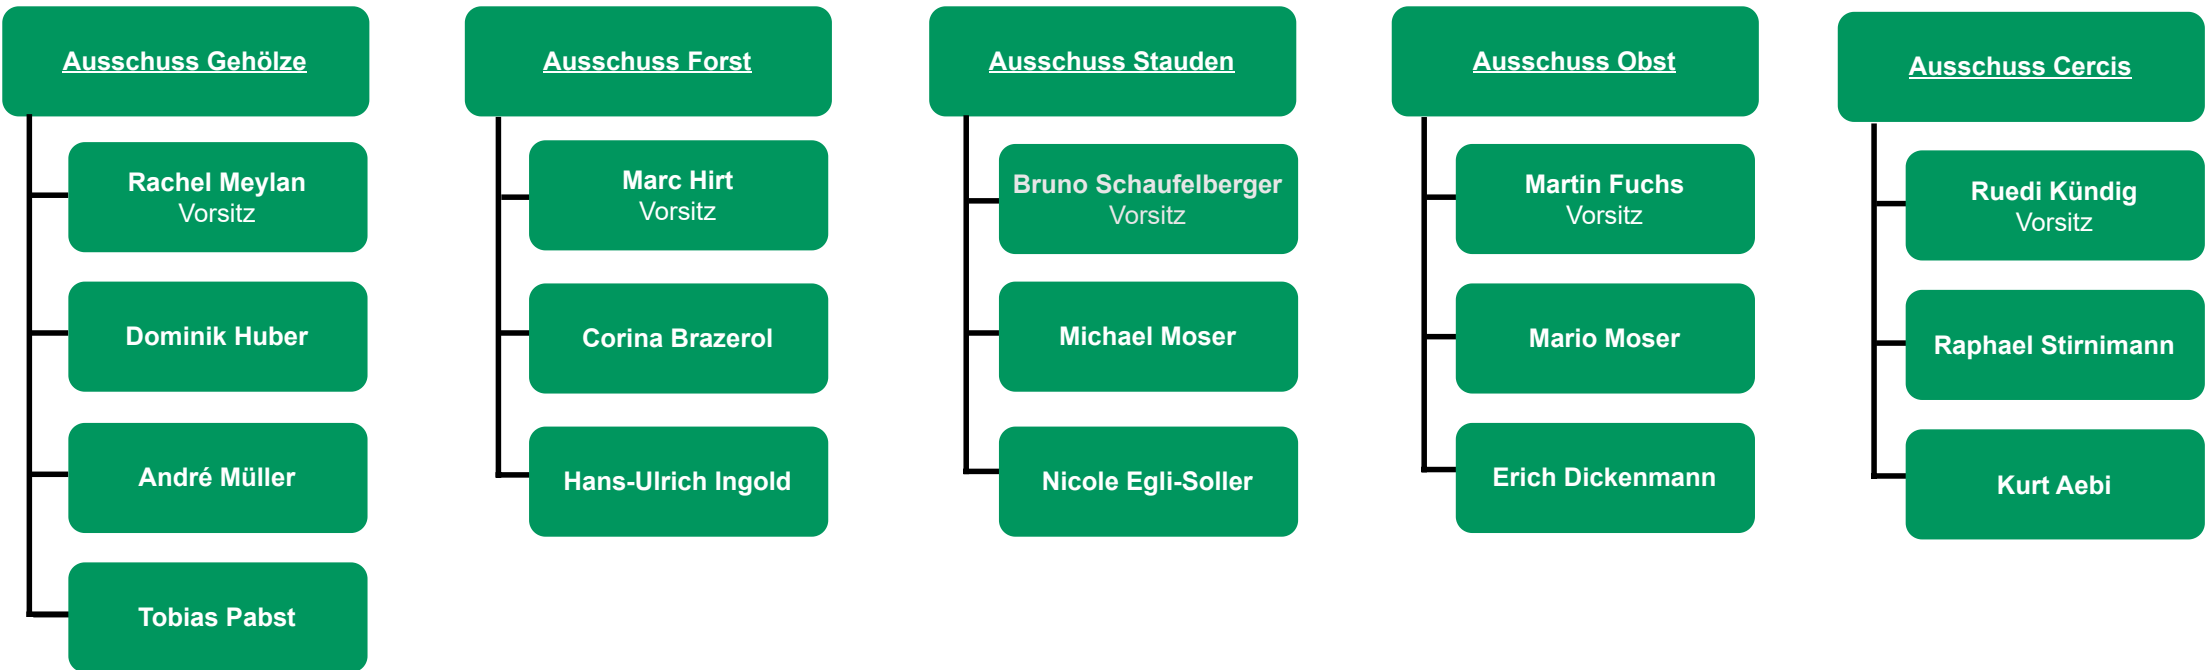 Ausschuss Gehölze
Rachel Meylan
Vorsitz
Dominik Huber
André Müller
Tobias Pabst
Ausschuss Forst
Marc Hirt
Vorsitz
Corina Brazerol
Hans-Ulrich Ingold
Ausschuss Stauden
Bruno Schaufelberger
Vorsitz
Michael Moser
Nicole Egli-Soller
Ausschuss Obst
Martin Fuchs
Vorsitz
Mario Moser
Erich Dickenmann
Ausschuss Cercis
Ruedi Kündig
Vorsitz
Raphael Stirnimann
Kurt Aebi